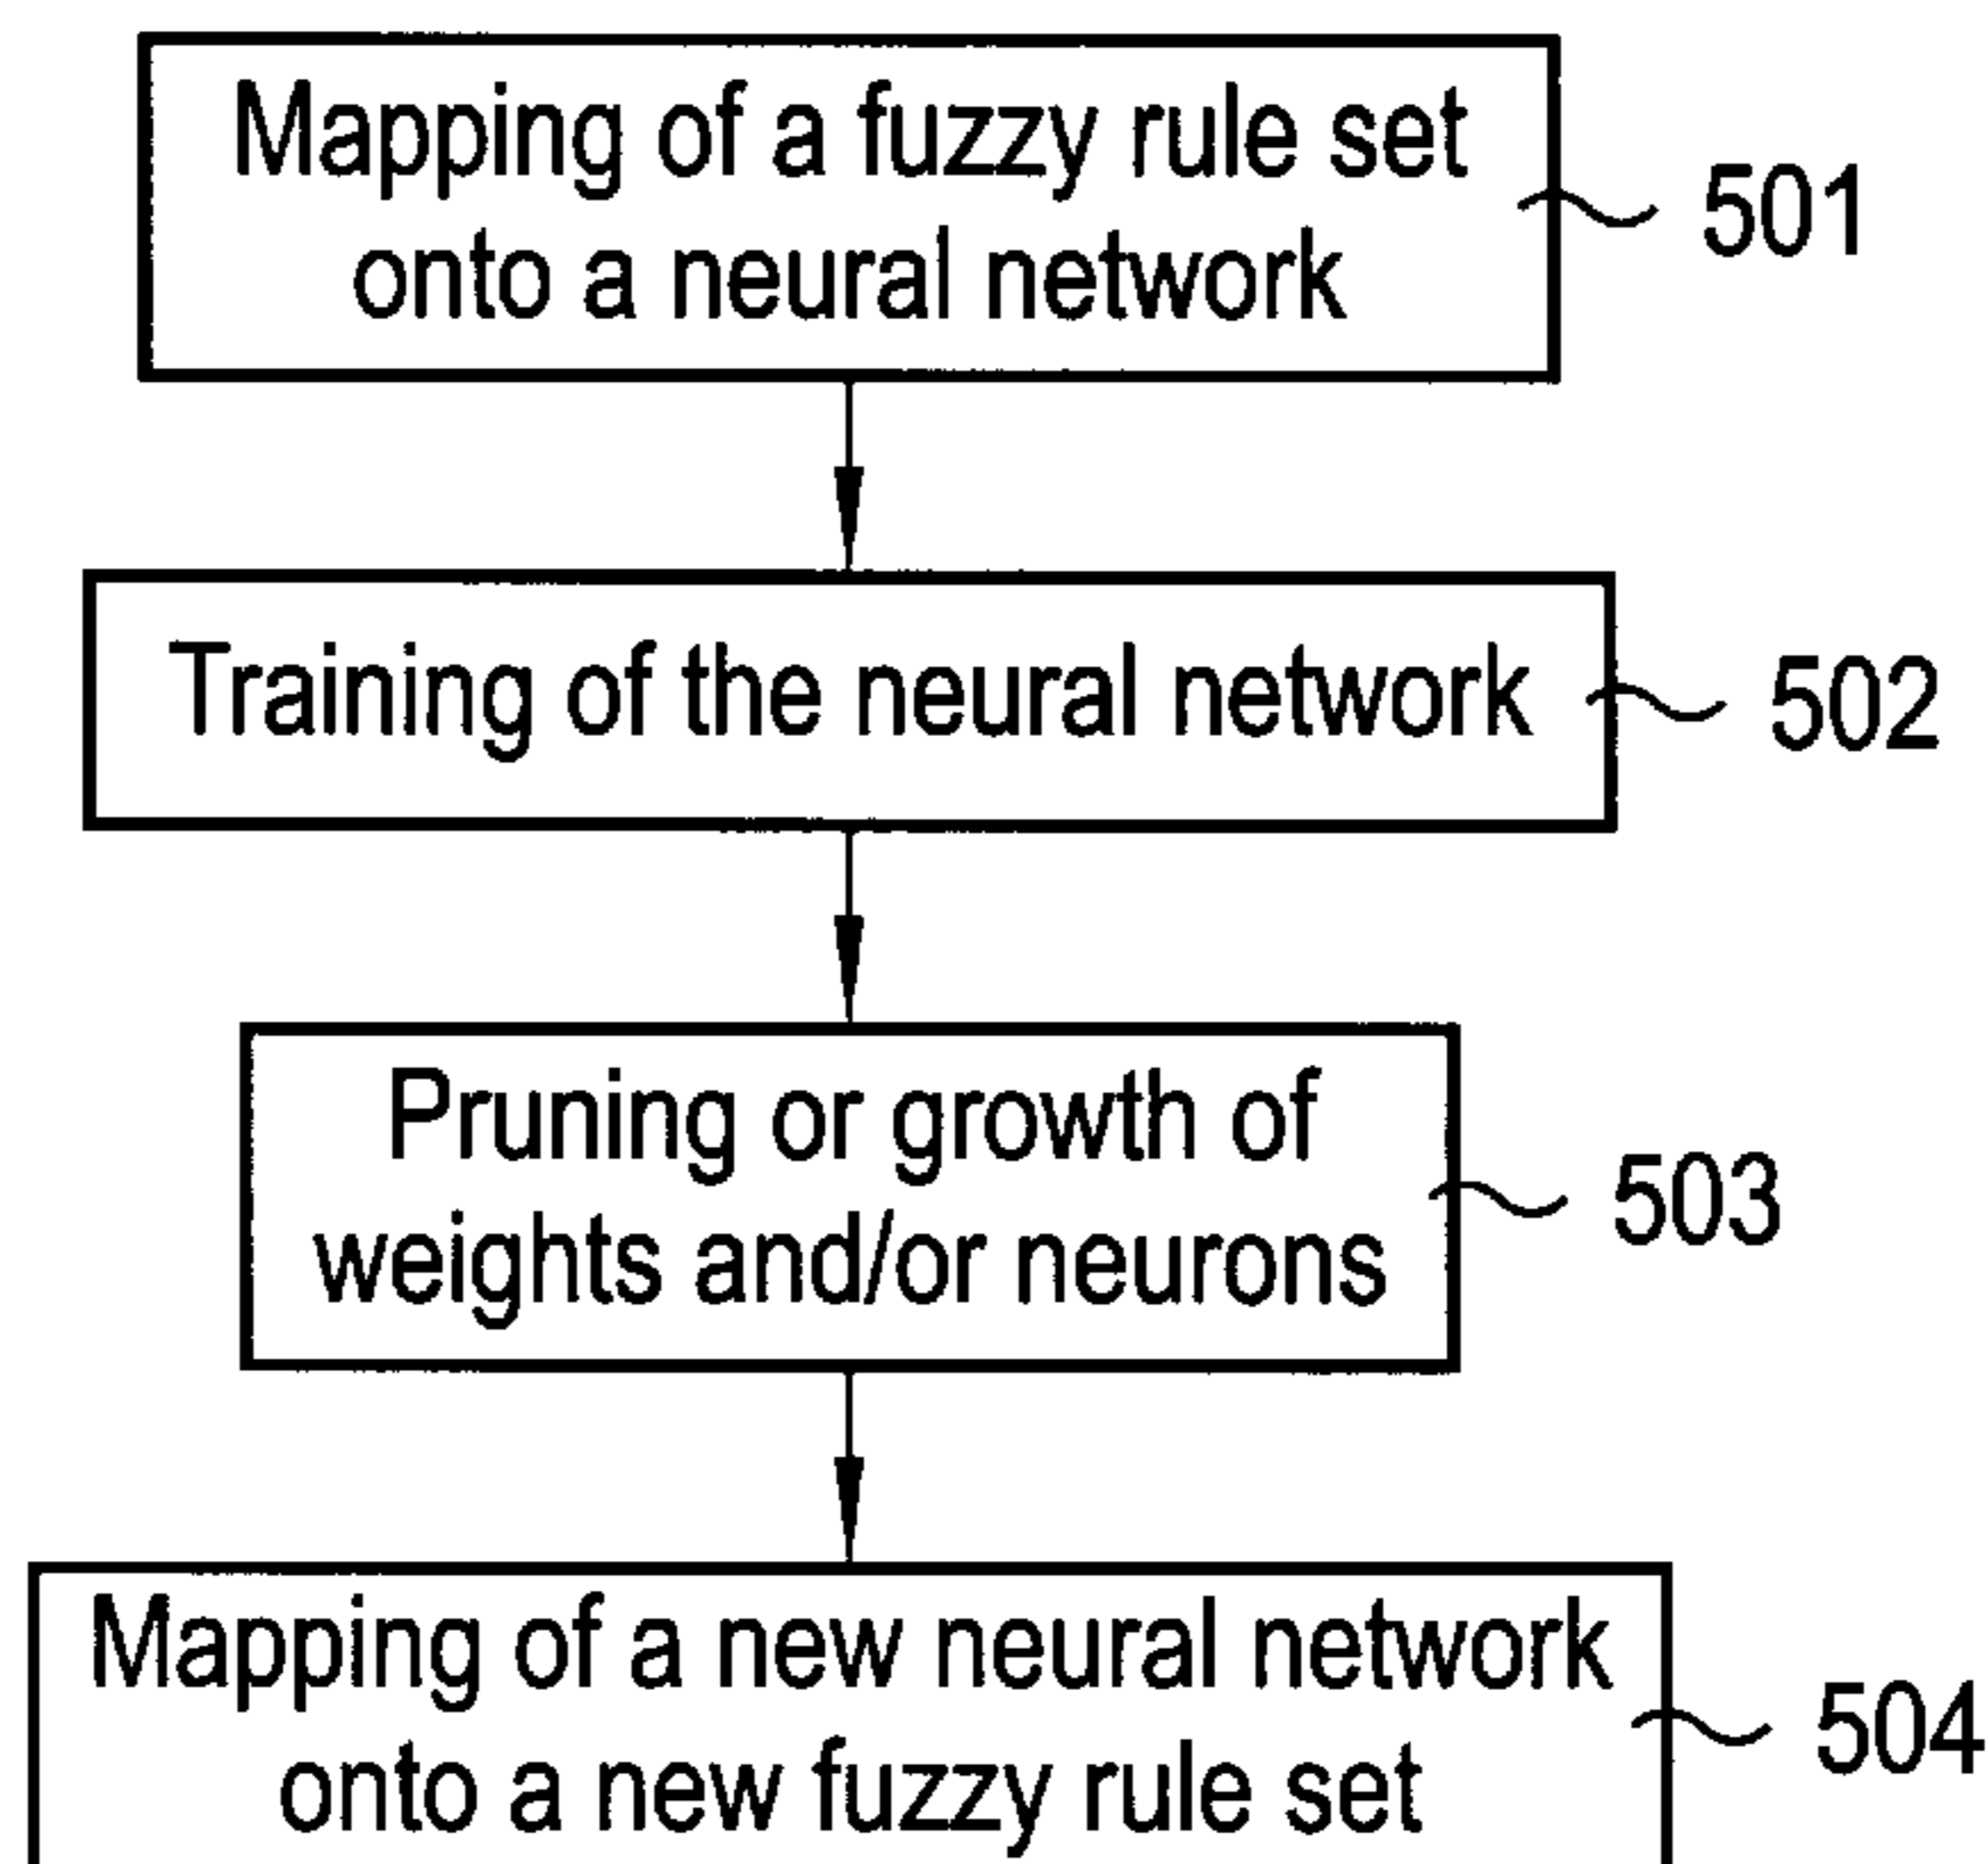 Mapping of a fuzzy rule set
onto a neural network
501
Training of the neural network
502
Pruning or growth of
weights and/or neurons
503
Mapping of a new neural network
onto a new fuzzy rule set
504